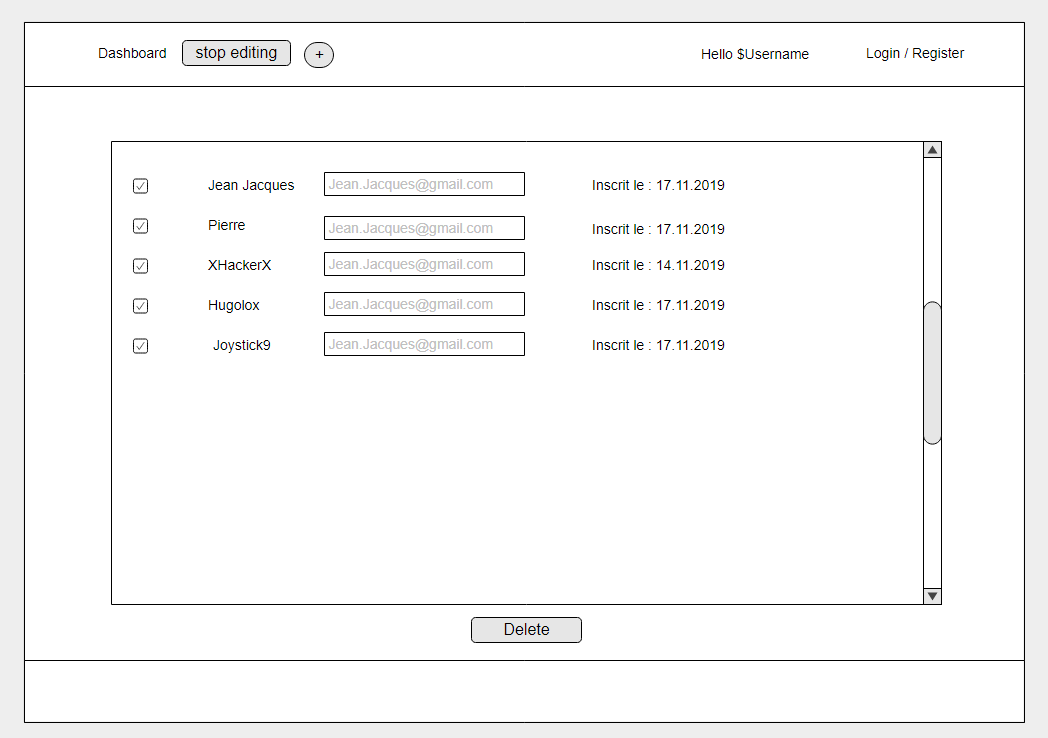 Dashboard stop editing + Hello $Username Login / Register
Jean Jacques Jean.Jacques@gmail.com Inscrit le : 17.11.2019
Pierre Jean.Jacques@gmail.com Inscrit le : 17.11.2019
XHackerX Jean.Jacques@gmail.com Inscrit le : 14.11.2019
Hugolox Jean.Jacques@gmail.com Inscrit le : 17.11.2019
Joystick9 Jean.Jacques@gmail.com Inscrit le : 17.11.2019
Delete